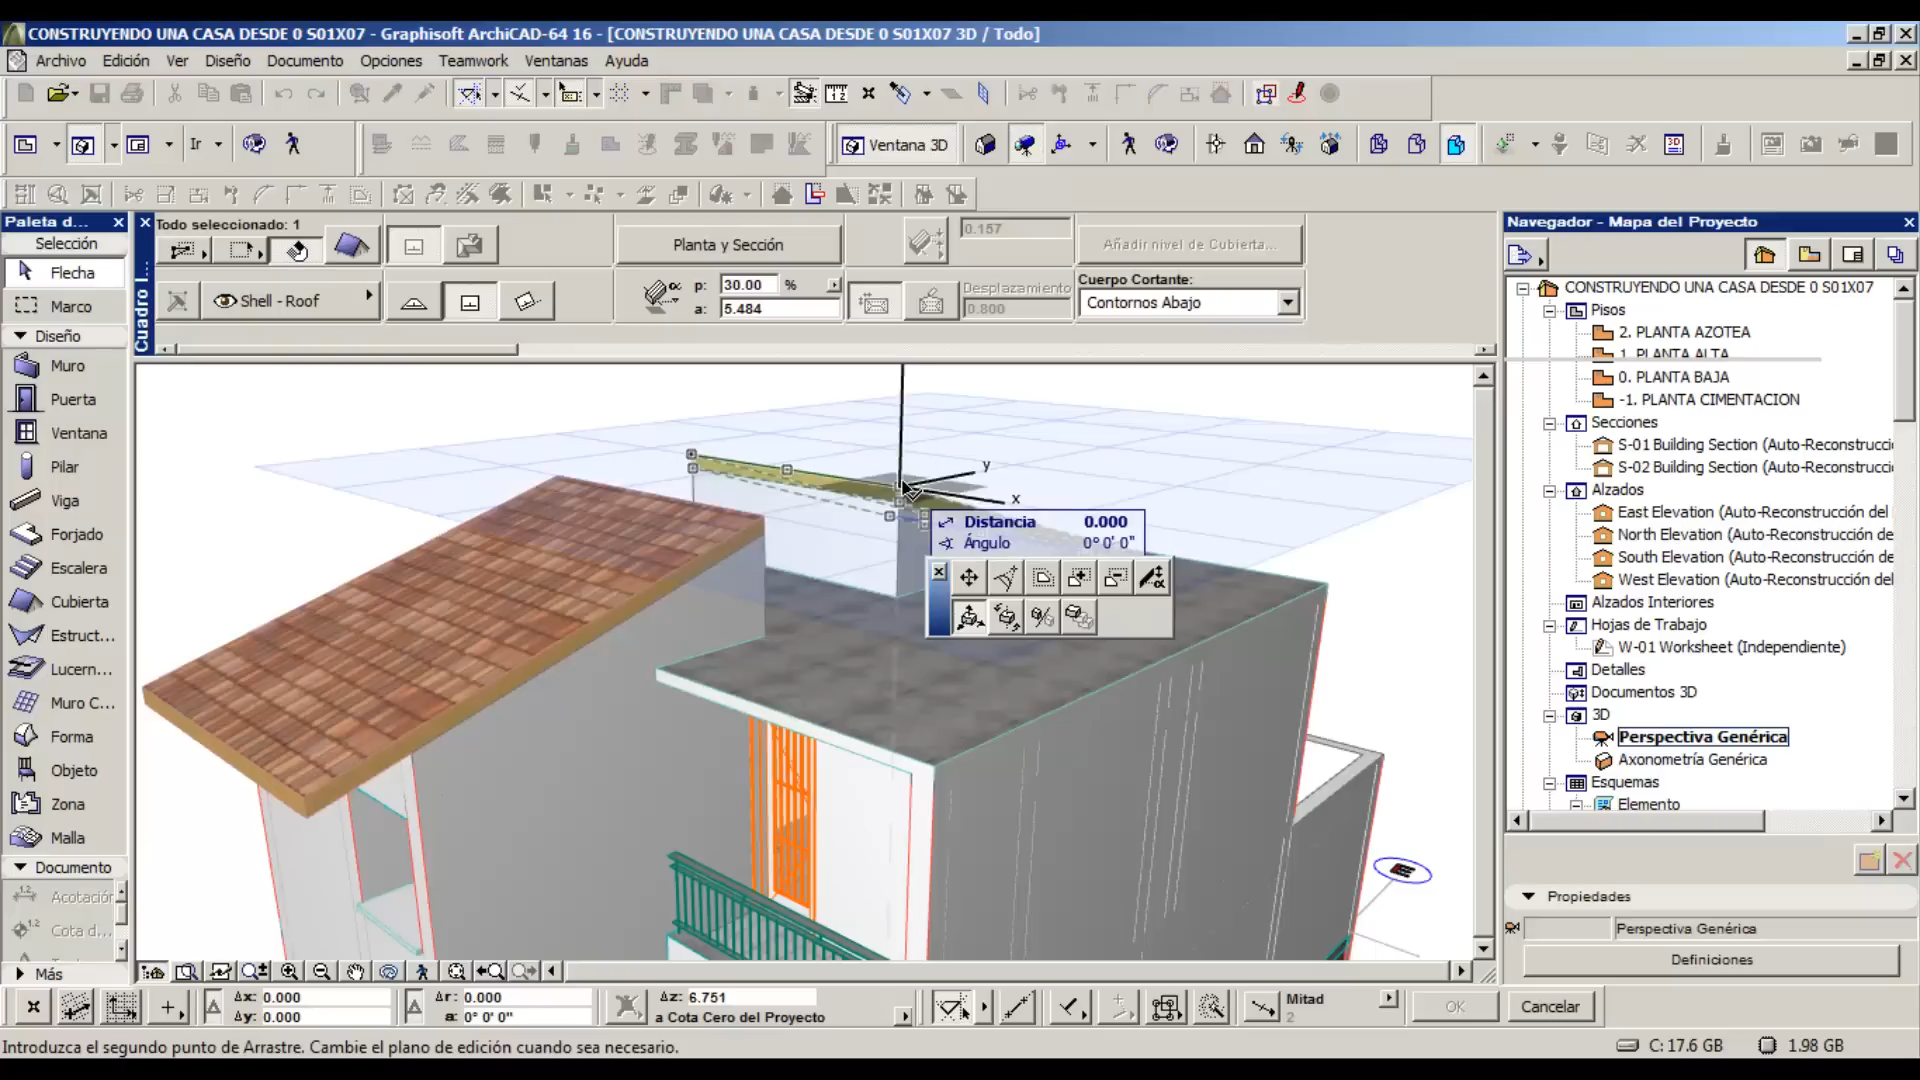 CONSTRUYENDO UNA CASA DESDE 0 S01X07 - Graphisoft ArchiCAD-64 16 - [CONSTRUYENDO UNA CASA DESDE 0 S01X07 3D / Todo]
Archivo Edición Ver Diseño Documento Opciones Teamwork Ventanas Ayuda
Ir
Ventana 3D
Paleta d...
Selección
Flecha
Marco
Diseño
Muro
Puerta
Ventana
Pilar
Viga
Forjado
Escalera
Cubierta
Estruct...
Lucern...
Muro C...
Forma
Objeto
Zona
Malla
Documento
Acotación
Cota d...
Más
Cuadro I...
Todo seleccionado: 1
Shell - Roof
Planta y Sección
p: 30.00 %
a: 5.484
0.157
Desplazamiento
0.800
Añadir nivel de Cubierta...
Cuerpo Cortante:
Contornos Abajo
y
x
Distancia 0.000
Ángulo 0° 0' 0"
Navegador - Mapa del Proyecto
CONSTRUYENDO UNA CASA DESDE 0 S01X07
Pisos
2. PLANTA AZOTEA
1. PLANTA ALTA
0. PLANTA BAJA
-1. PLANTA CIMENTACION
Secciones
S-01 Building Section (Auto-Reconstrucci
S-02 Building Section (Auto-Reconstrucci
Alzados
East Elevation (Auto-Reconstrucción del
North Elevation (Auto-Reconstrucción de
South Elevation (Auto-Reconstrucción de
West Elevation (Auto-Reconstrucción del
Alzados Interiores
Hojas de Trabajo
W-01 Worksheet (Independiente)
Detalles
Documentos 3D
3D
Perspectiva Genérica
Axonometría Genérica
Esquemas
Elemento
Propiedades
Perspectiva Genérica
Definiciones
Δx: 0.000
Δy: 0.000
Δr: 0.000
a: 0° 0' 0"
Δz: 6.751
a Cota Cero del Proyecto
Mitad
2
OK
Cancelar
Introduzca el segundo punto de Arrastre. Cambie el plano de edición cuando sea necesario.
C: 17.6 GB
1.98 GB